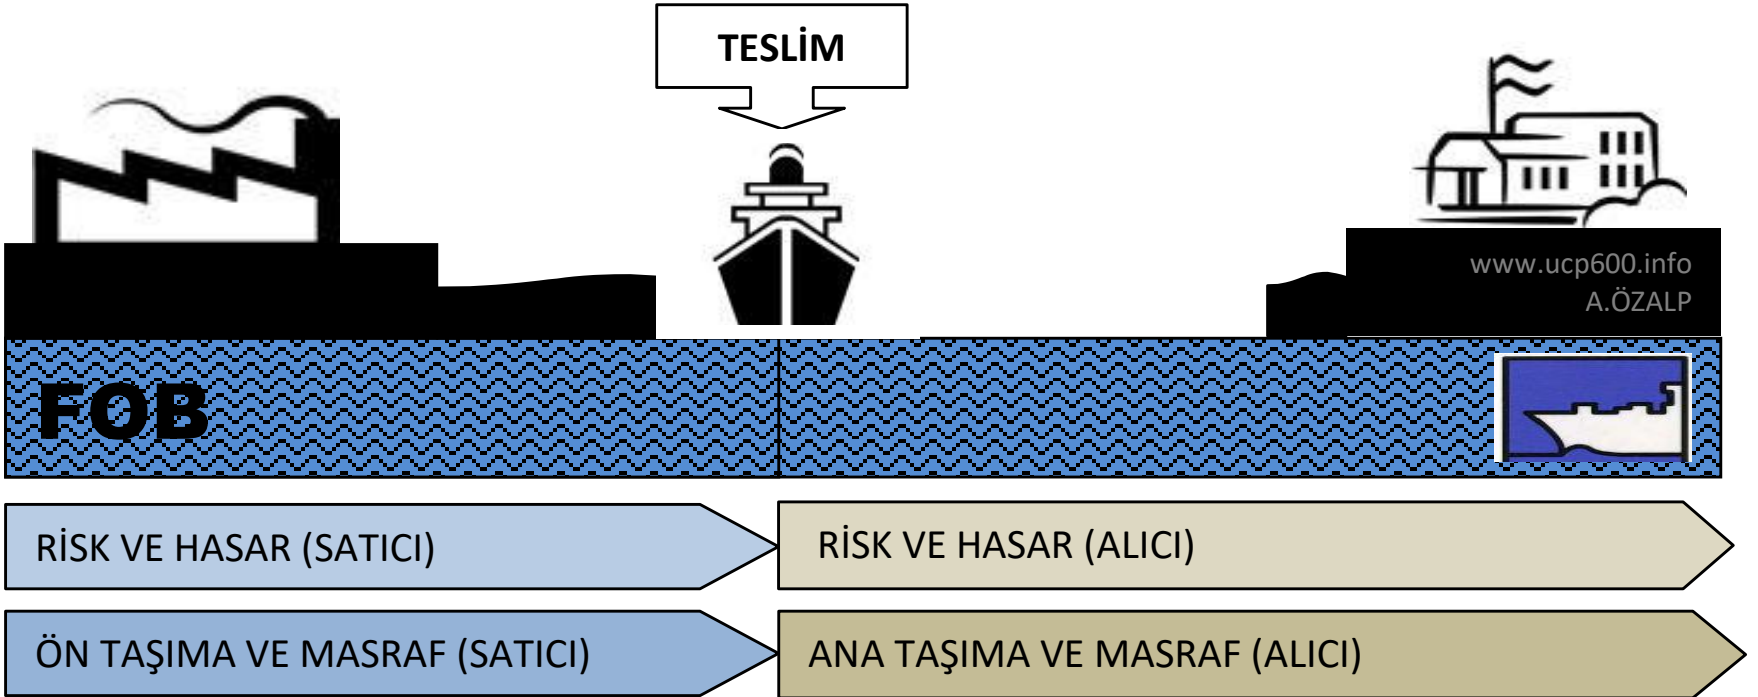 TESLİM
www.ucp600.info
A.ÖZALP
FOB
RİSK VE HASAR (SATICI)
RİSK VE HASAR (ALICI)
ÖN TAŞIMA VE MASRAF (SATICI)
ANA TAŞIMA VE MASRAF (ALICI)